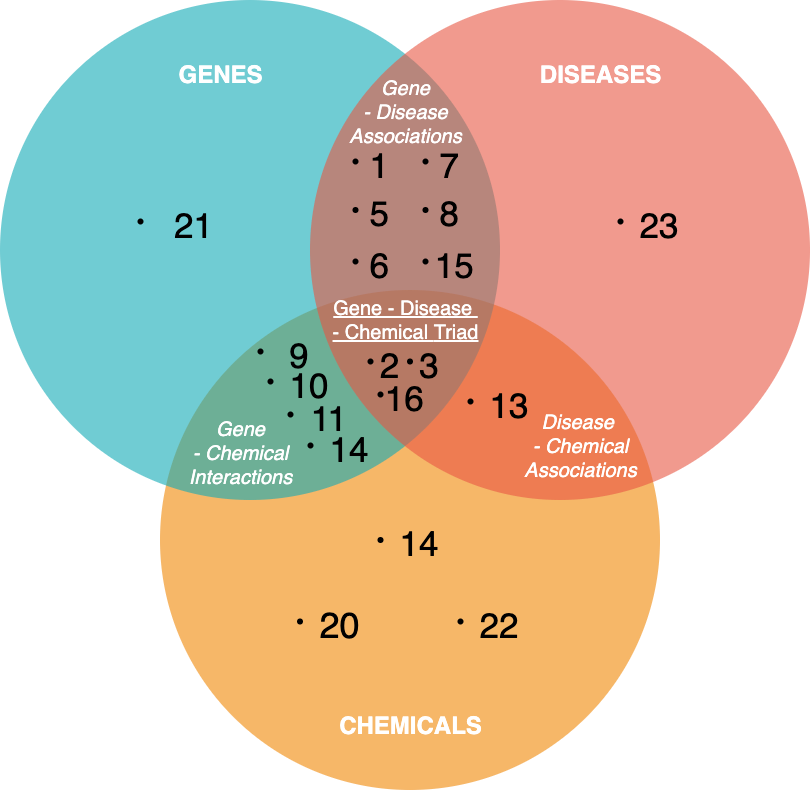 GENES
DISEASES
Gene
- Disease
Associations
· 1 · 7
· 5 · 8
· 6 · 15
· 21
· 23
Gene - Disease
- Chemical Triad
· 2 · 3
· 16
· 9
· 10
· 11
· 14
Gene
- Chemical
Interactions
· 13
Disease
- Chemical
Associations
· 14
· 20
· 22
CHEMICALS